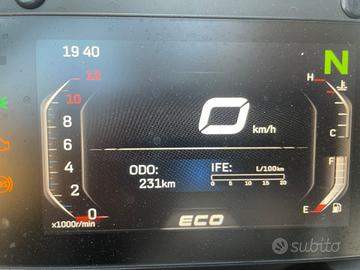 19 40
N
13
10
8
6
4
2
0
x1000r/min
0 km/h
H
C
F
E
ODO:
231km
IFE: L/100km
0 5 10 15 20
ECO
subito